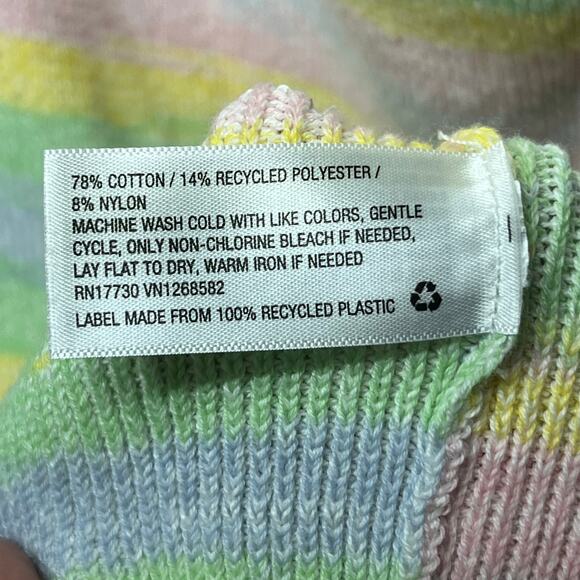 78% COTTON / 14% RECYCLED POLYESTER /
8% NYLON
MACHINE WASH COLD WITH LIKE COLORS, GENTLE
CYCLE, ONLY NON-CHLORINE BLEACH IF NEEDED,
LAY FLAT TO DRY, WARM IRON IF NEEDED
RN17730 VN1268582
LABEL MADE FROM 100% RECYCLED PLASTIC